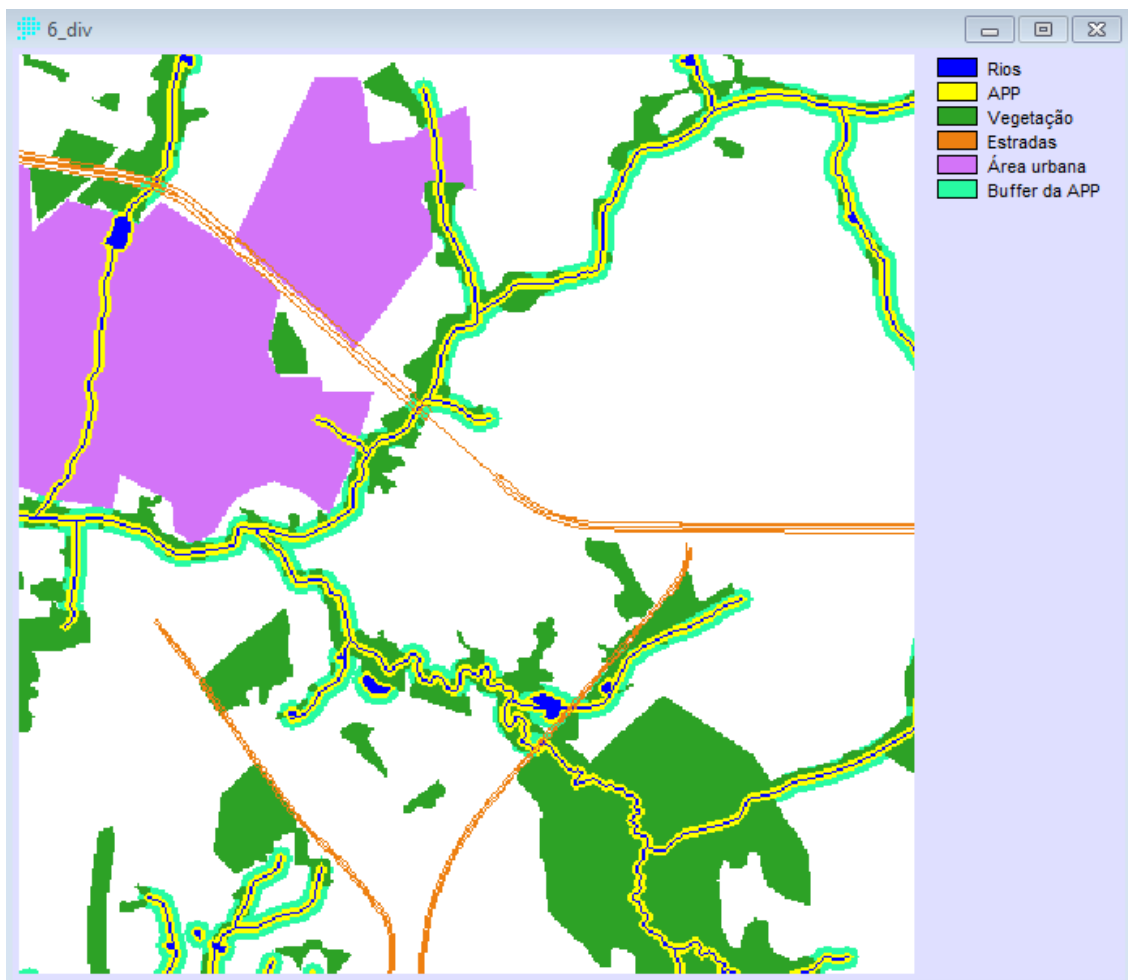 6_div
Rios
APP
Vegetação
Estradas
Área urbana
Buffer da APP